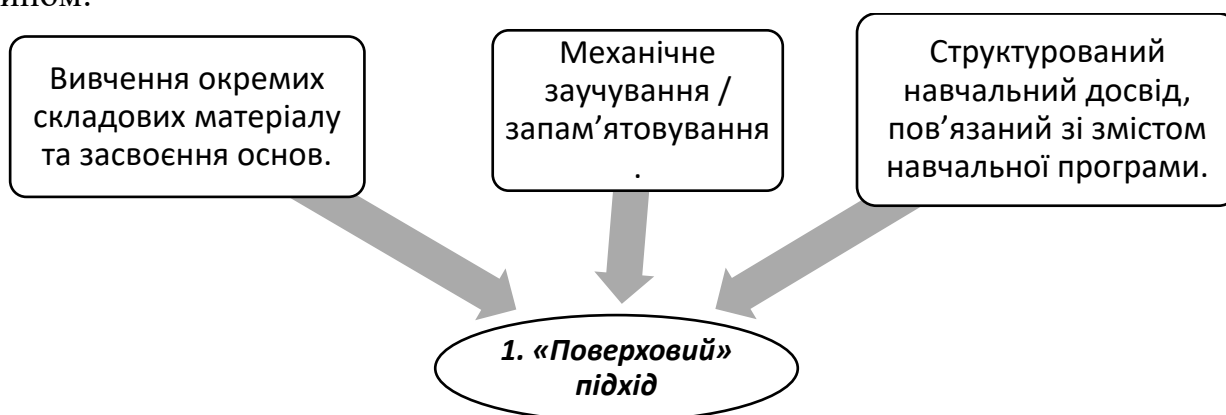 ином.
Вивчення окремих
складових матеріалу
та засвоєння основ.
Механічне
заучування /
запам’ятовування
.
Структурований
навчальний досвід,
пов’язаний зі змістом
навчальної програми.
1. «Поверховий»
підхід